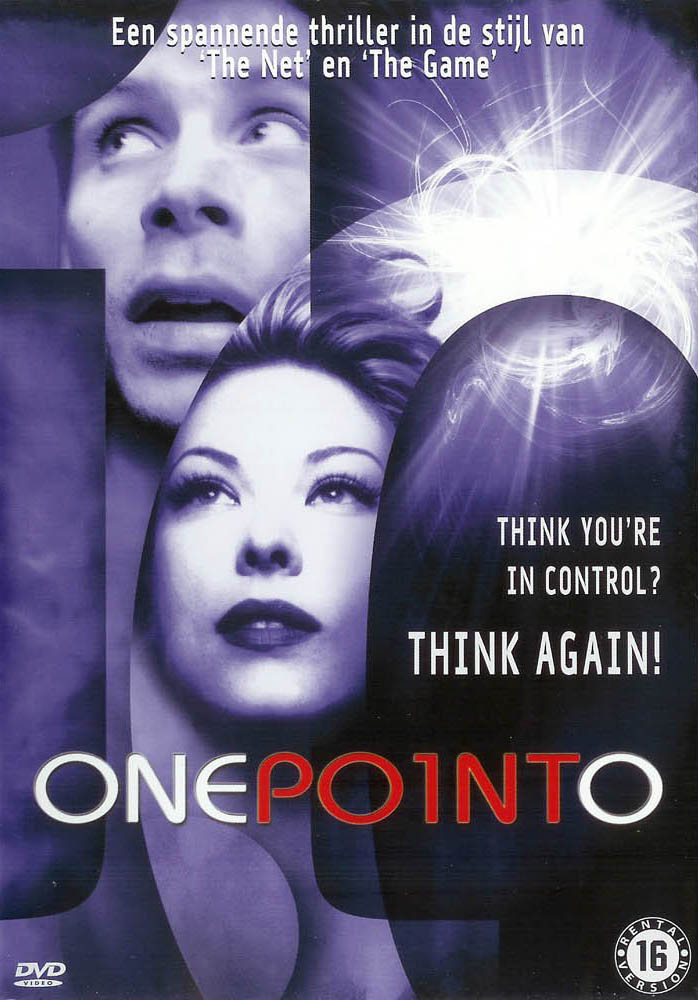 Een spannende thriller in de stijl van
'The Net' en 'The Game'
THINK YOU'RE
IN CONTROL?
THINK AGAIN!
ONEPO1NTO
DVD
VIDEO
RENTAL
16
VERSION